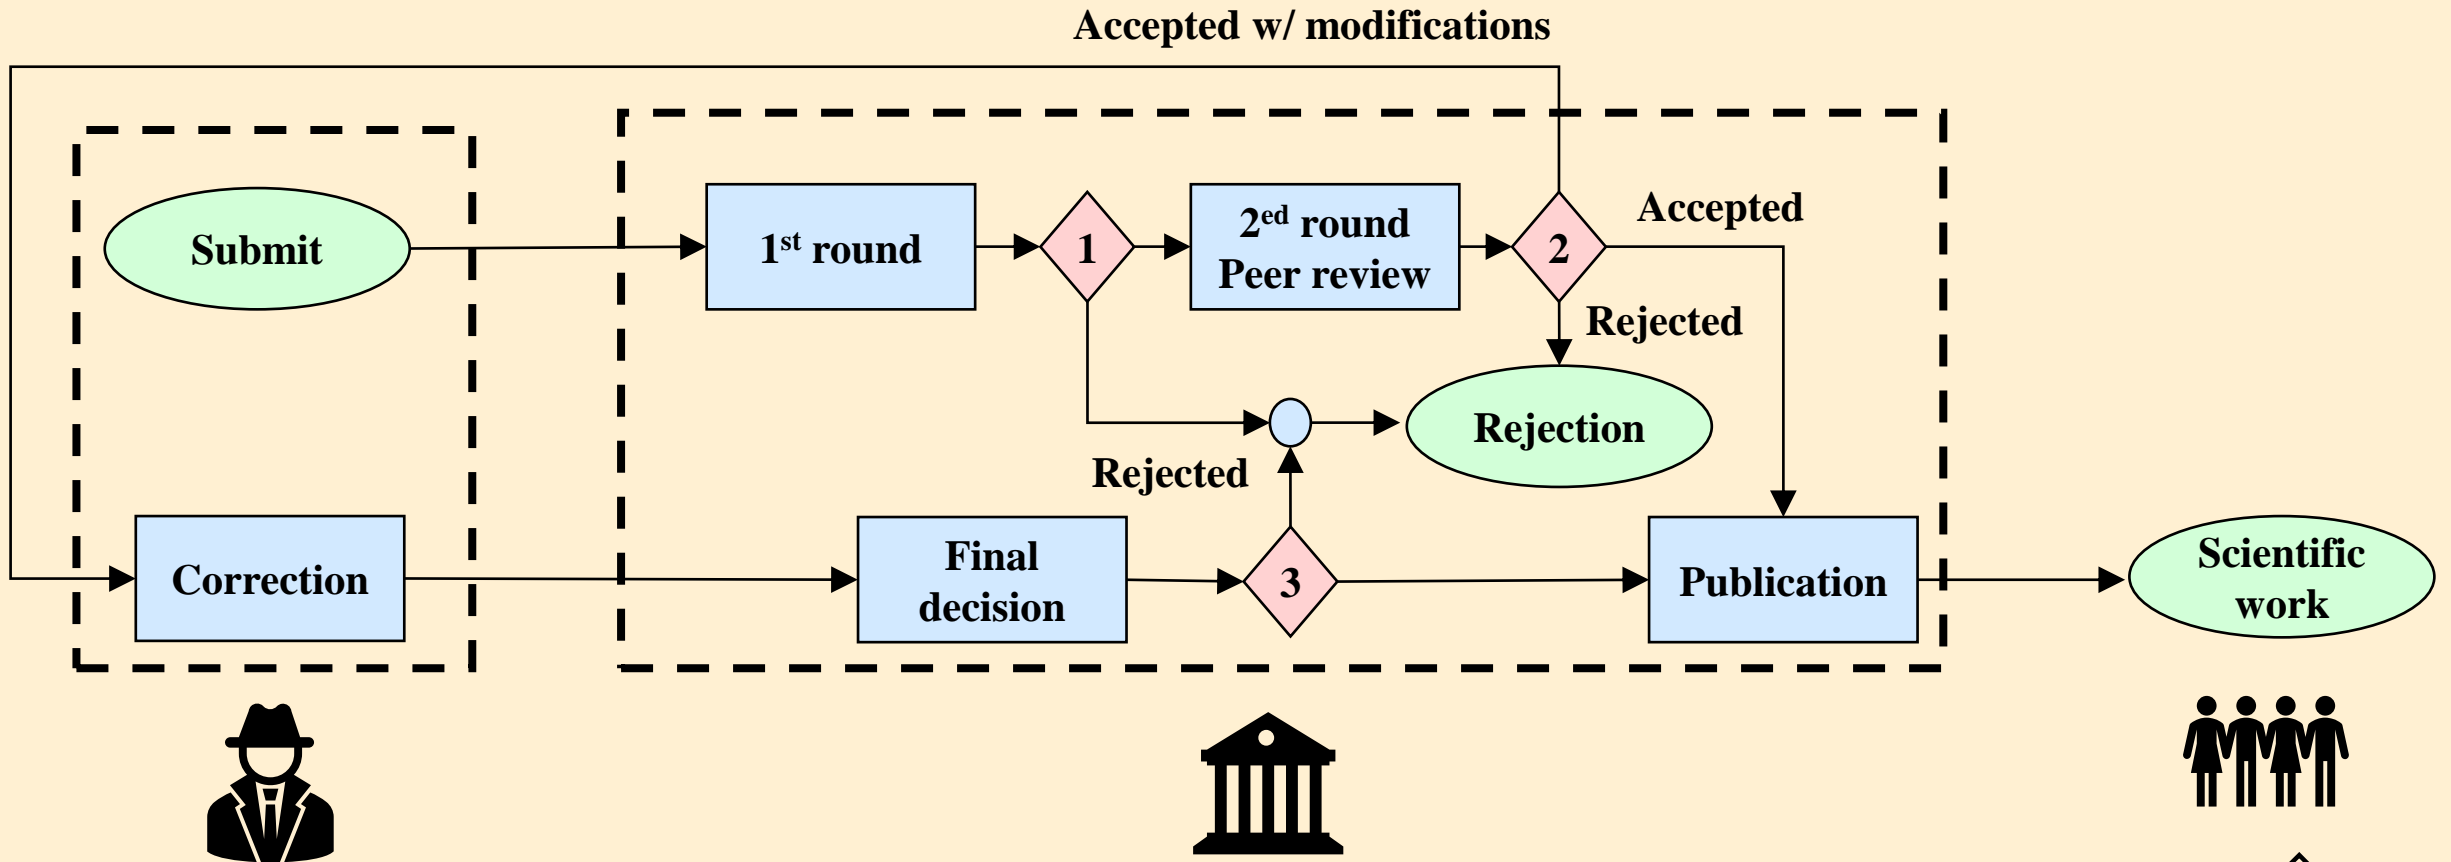 Accepted w/ modifications
Submit
1st round
1
2ed round
Peer review
2
Accepted
Rejected
Rejection
Rejected
Correction
Final
decision
3
Publication
Scientific
work